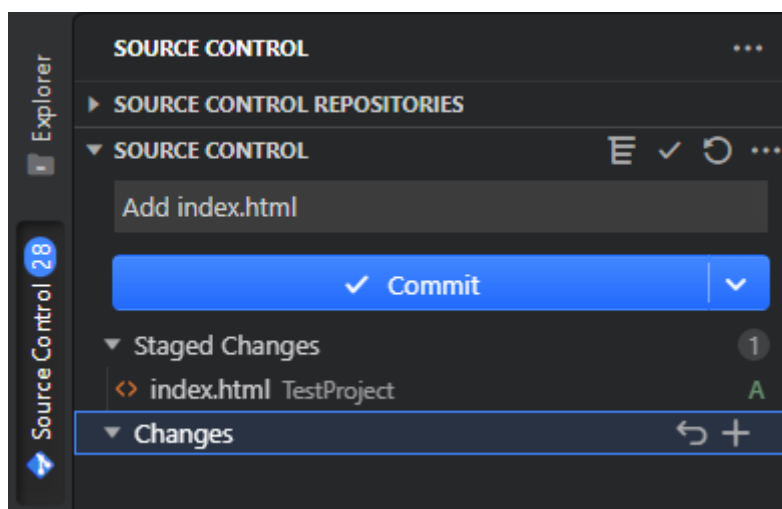 SOURCE CONTROL
SOURCE CONTROL REPOSITORIES
SOURCE CONTROL
Add index.html
Commit
Staged Changes 1
index.html TestProject A
Changes
Explorer
Source Control 28